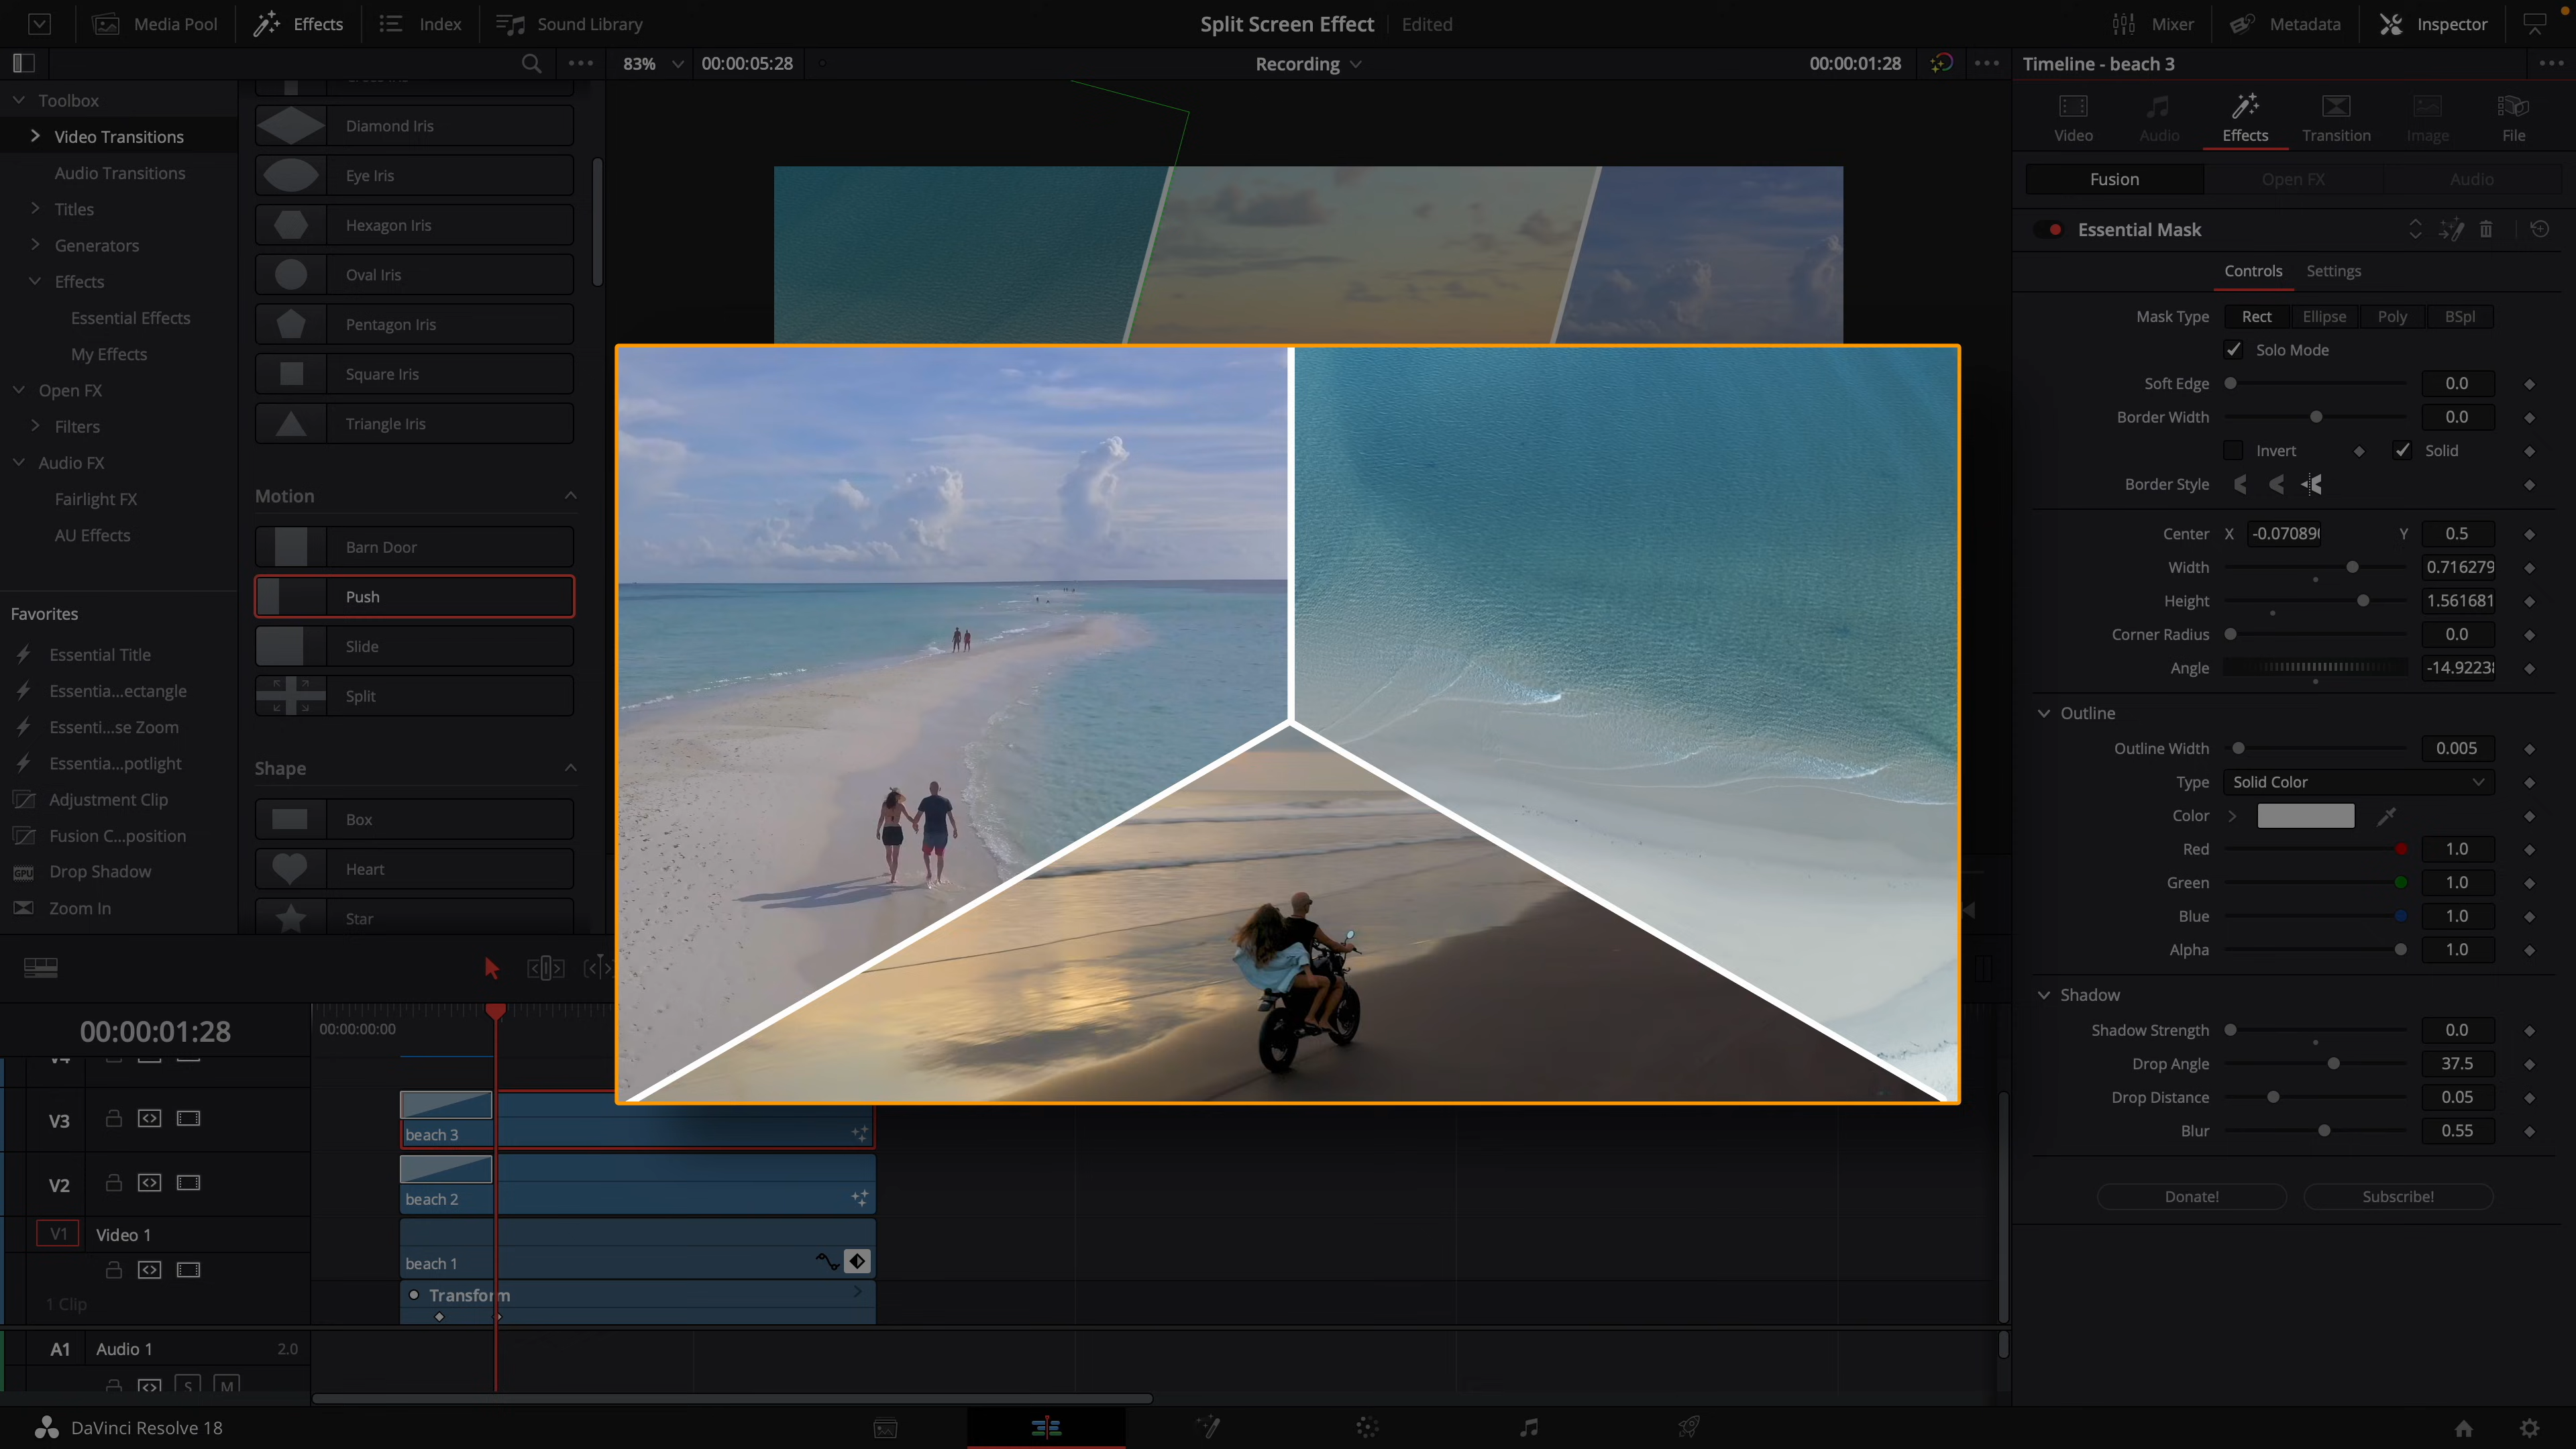 Media Pool
Effects
Index
Sound Library
Split Screen Effect
Edited
Mixer
Metadata
Inspector
83%
00:00:05:28
Recording
00:00:01:28
Timeline - beach 3
Toolbox
Video Transitions
Audio Transitions
Titles
Generators
Effects
Essential Effects
My Effects
Open FX
Filters
Audio FX
Fairlight FX
AU Effects
Favorites
Essential Title
Essentia...ectangle
Essenti...se Zoom
Essentia...potlight
Adjustment Clip
Fusion C...position
GPU
Drop Shadow
Zoom In
Diamond Iris
Eye Iris
Hexagon Iris
Oval Iris
Pentagon Iris
Square Iris
Triangle Iris
Motion
Barn Door
Push
Slide
Split
Shape
Box
Heart
Star
Video
Audio
Effects
Transition
Image
File
Fusion
Open FX
Audio
Essential Mask
Controls
Settings
Mask Type
Rect
Ellipse
Poly
BSpl
Solo Mode
Soft Edge
0.0
Border Width
0.0
Invert
Solid
Border Style
Center
X
-0.07089
Y
0.5
Width
0.716279
Height
1.561681
Corner Radius
0.0
Angle
-14.9223
Outline
Outline Width
0.005
Type
Solid Color
Color
Red
1.0
Green
1.0
Blue
1.0
Alpha
1.0
Shadow
Shadow Strength
0.0
Drop Angle
37.5
Drop Distance
0.05
Blur
0.55
Donate!
Subscribe!
00:00:01:28
00:00:00:00
V3
beach 3
V2
beach 2
V1
Video 1
beach 1
1 Clip
Transform
A1
Audio 1
2.0
S
M
DaVinci Resolve 18